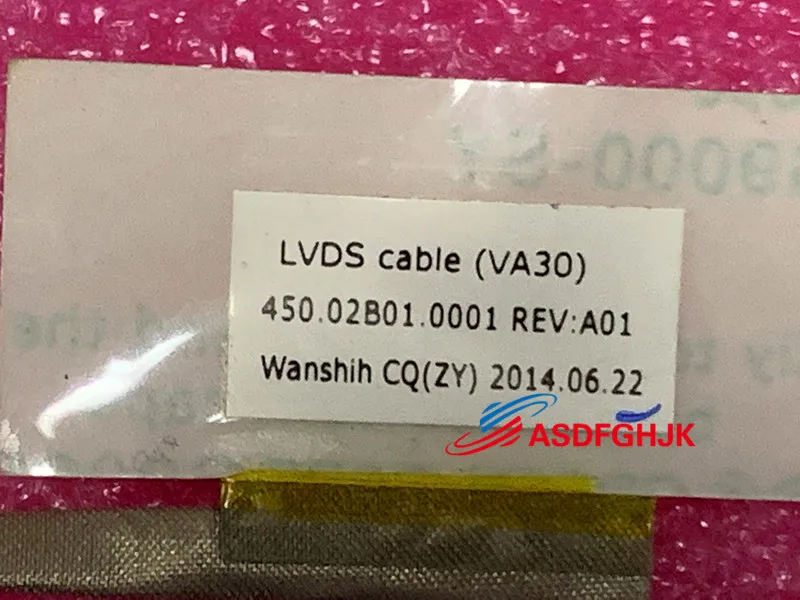 LVDS cable (VA30)
450.02B01.0001 REV:A01
Wanshih CQ(ZY) 2014.06.22
ASDFGHJK